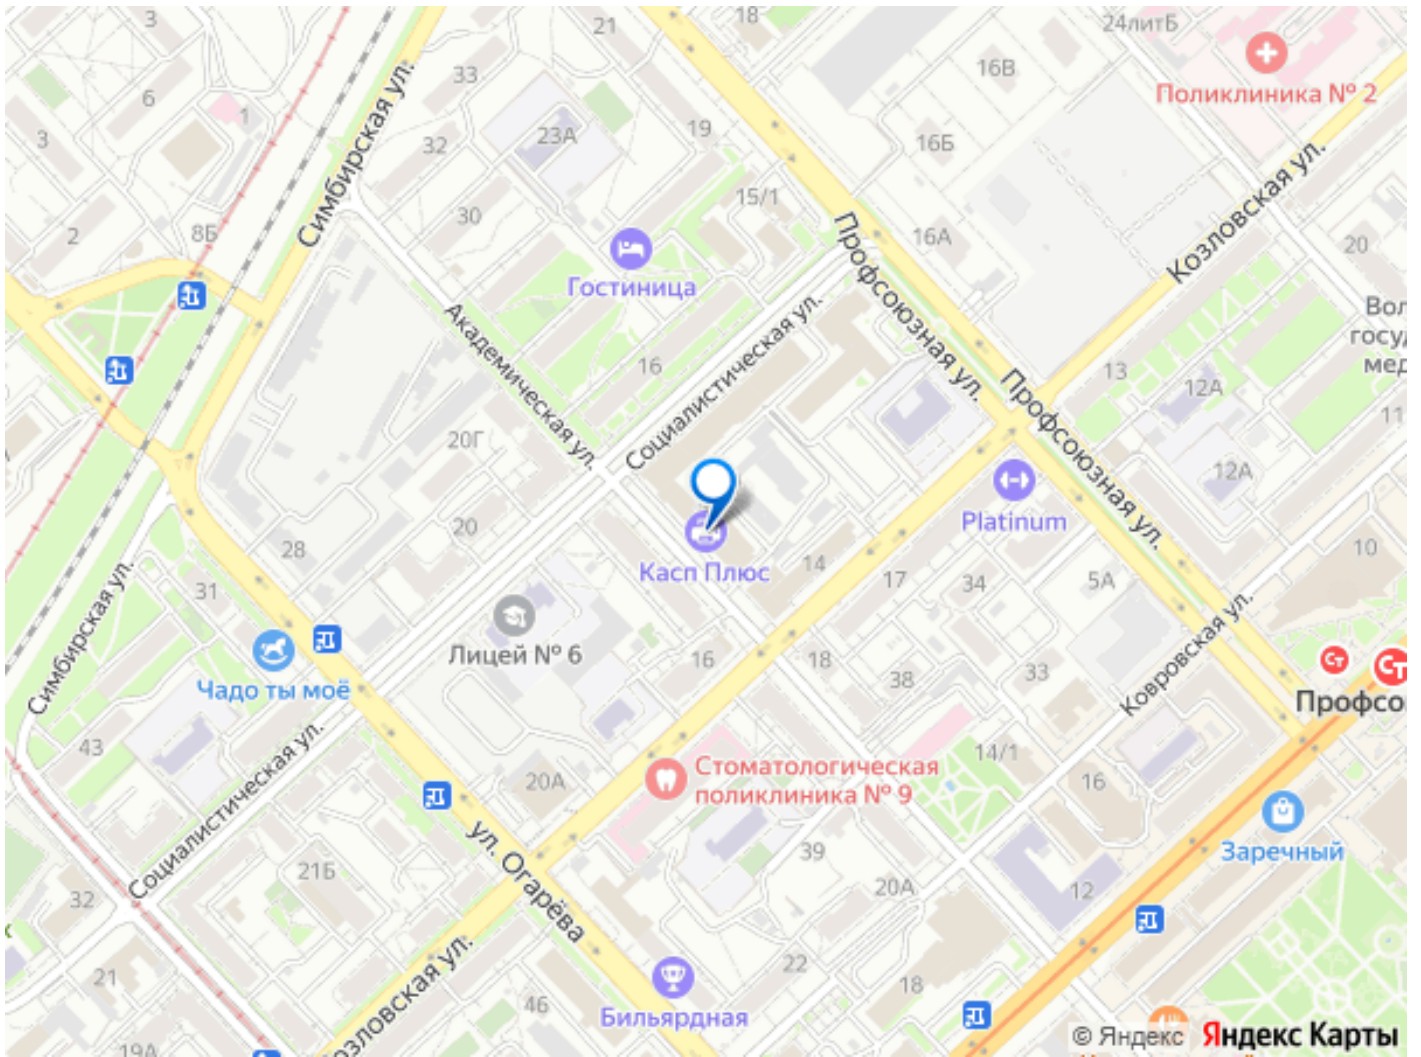 3
21
18
24литБ
33
16В
Поликлиника № 2
6
1
Симбирская ул.
3
32
23А
19
16Б
Козловская ул.
15/1
30
Профсоюзная ул.
16А
20
2
8Б
Гостиница
Академическая ул.
Социалистическая ул.
16
Профсоюзная ул.
13
12А
11
20Г
12А
Platinum
20
28
Касп Плюс
14
17
34
5А
10
31
Лицей № 6
Симбирская ул.
Чадо ты моё
16
18
38
33
Ковровская ул.
43
Социалистическая ул.
20А
Стоматологическая
поликлиника № 9
14/1
16
Заречный
ул. Огарёва
21Б
39
20А
12
32
21
22
18
46
Бильярдная
19А
© Яндекс Яндекс Карты